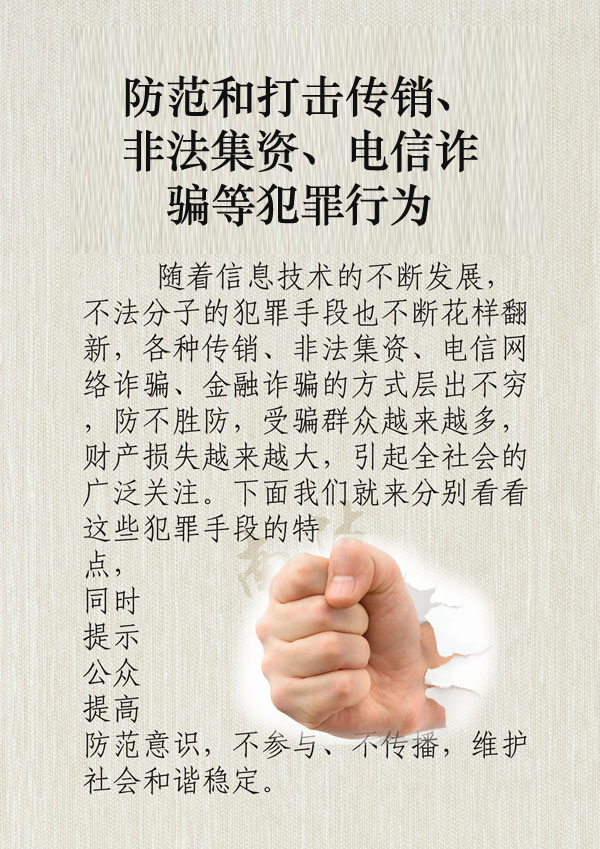 防范和打击传销、
非法集资、电信诈
骗等犯罪行为
随着信息技术的不断发展，
不法分子的犯罪手段也不断花样翻
新，各种传销、非法集资、电信网
络诈骗、金融诈骗的方式层出不穷
，防不胜防，受骗群众越来越多，
财产损失越来越大，引起全社会的
广泛关注。下面我们就来分别看看
这些犯罪手段的特
点，
同时
提示
公众
提高
防范意识，不参与、不传播，维护
社会和谐稳定。